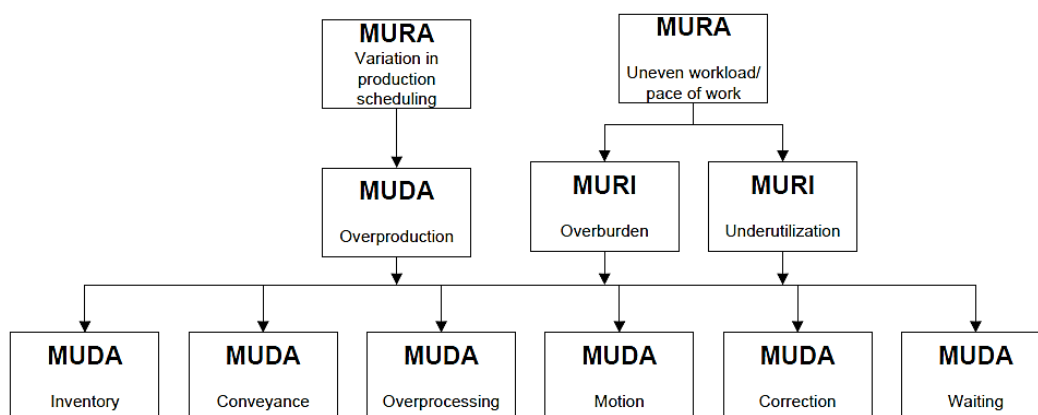 MURA
Variation in
production
scheduling
MURA
Uneven workload/
pace of work
MUDA
Overproduction
MURI
Overburden
MURI
Underutilization
MUDA
Inventory
MUDA
Conveyance
MUDA
Overprocessing
MUDA
Motion
MUDA
Correction
MUDA
Waiting